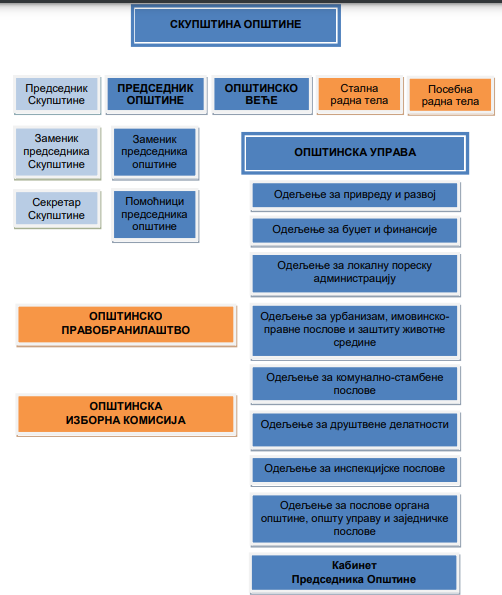 СКУПШТИНА ОПШТИНЕ
Председник
Скупштине
ПРЕДСЕДНИК
ОПШТИНЕ
ОПШТИНСКО
ВЕЋЕ
Стална
радна тела
Посебна
радна тела
Заменик
председника
Скупштине
Заменик
председника
општине
Секретар
Скупштине
Помоћници
председника
општине
ОПШТИНСКА УПРАВА
Одељење за привреду и развој
Одељење за буџет и финансије
Одељење за локалну пореску
администрацију
Одељење за урбанизам, имовинско-
правне послове и заштиту животне
средине
Одељење за комунално-стамбене
послове
Одељење за друштвене делатности
Одељење за инспекцијске послове
Одељење за послове органа
општине, општу управу и заједничке
послове
Кабинет
Председника Општине
ОПШТИНСКО
ПРАВОБРАНИЛАШТВО
ОПШТИНСКА
ИЗБОРНА КОМИСИЈА